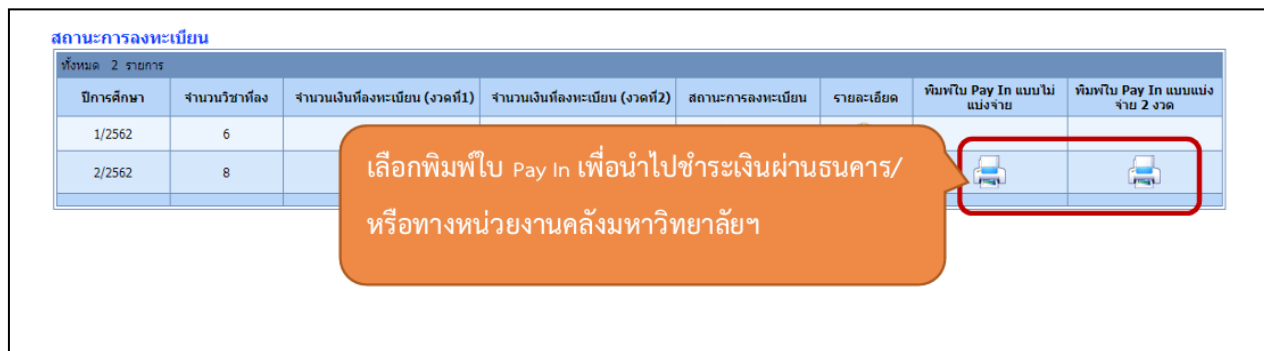 สถานะการลงทะเบียน
ทั้งหมด 2 รายการ
ปีการศึกษา จำนวนวิชาที่ลง จำนวนเงินที่ลงทะเบียน (งวดที่1) จำนวนเงินที่ลงทะเบียน (งวดที่2) สถานะการลงทะเบียน รายละเอียด พิมพ์ใบ Pay In แบบไม่ พิมพ์ใบ Pay In แบบแบ่ง
แบ่งจ่าย จ่าย 2 งวด
1/2562 6
2/2562 8
เลือกพิมพ์ใบ Pay In เพื่อนำไปชำระเงินผ่านธนคาร/
หรือทางหน่วยงานคลังมหาวิทยาลัยฯ